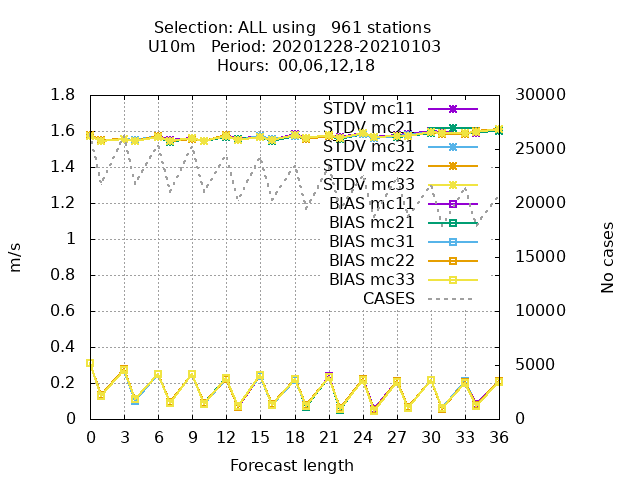 Selection: ALL using   961 stations
U10m   Period: 20201228-20210103
Hours:  00,06,12,18
1.8
1.6
1.4
1.2
1
0.8
0.6
0.4
0.2
0
m/s
30000
25000
20000
15000
10000
5000
0
No cases
STDV mc11
STDV mc21
STDV mc31
STDV mc22
STDV mc33
BIAS mc11
BIAS mc21
BIAS mc31
BIAS mc22
BIAS mc33
CASES
0 3 6 9 12 15 18 21 24 27 30 33 36
Forecast length